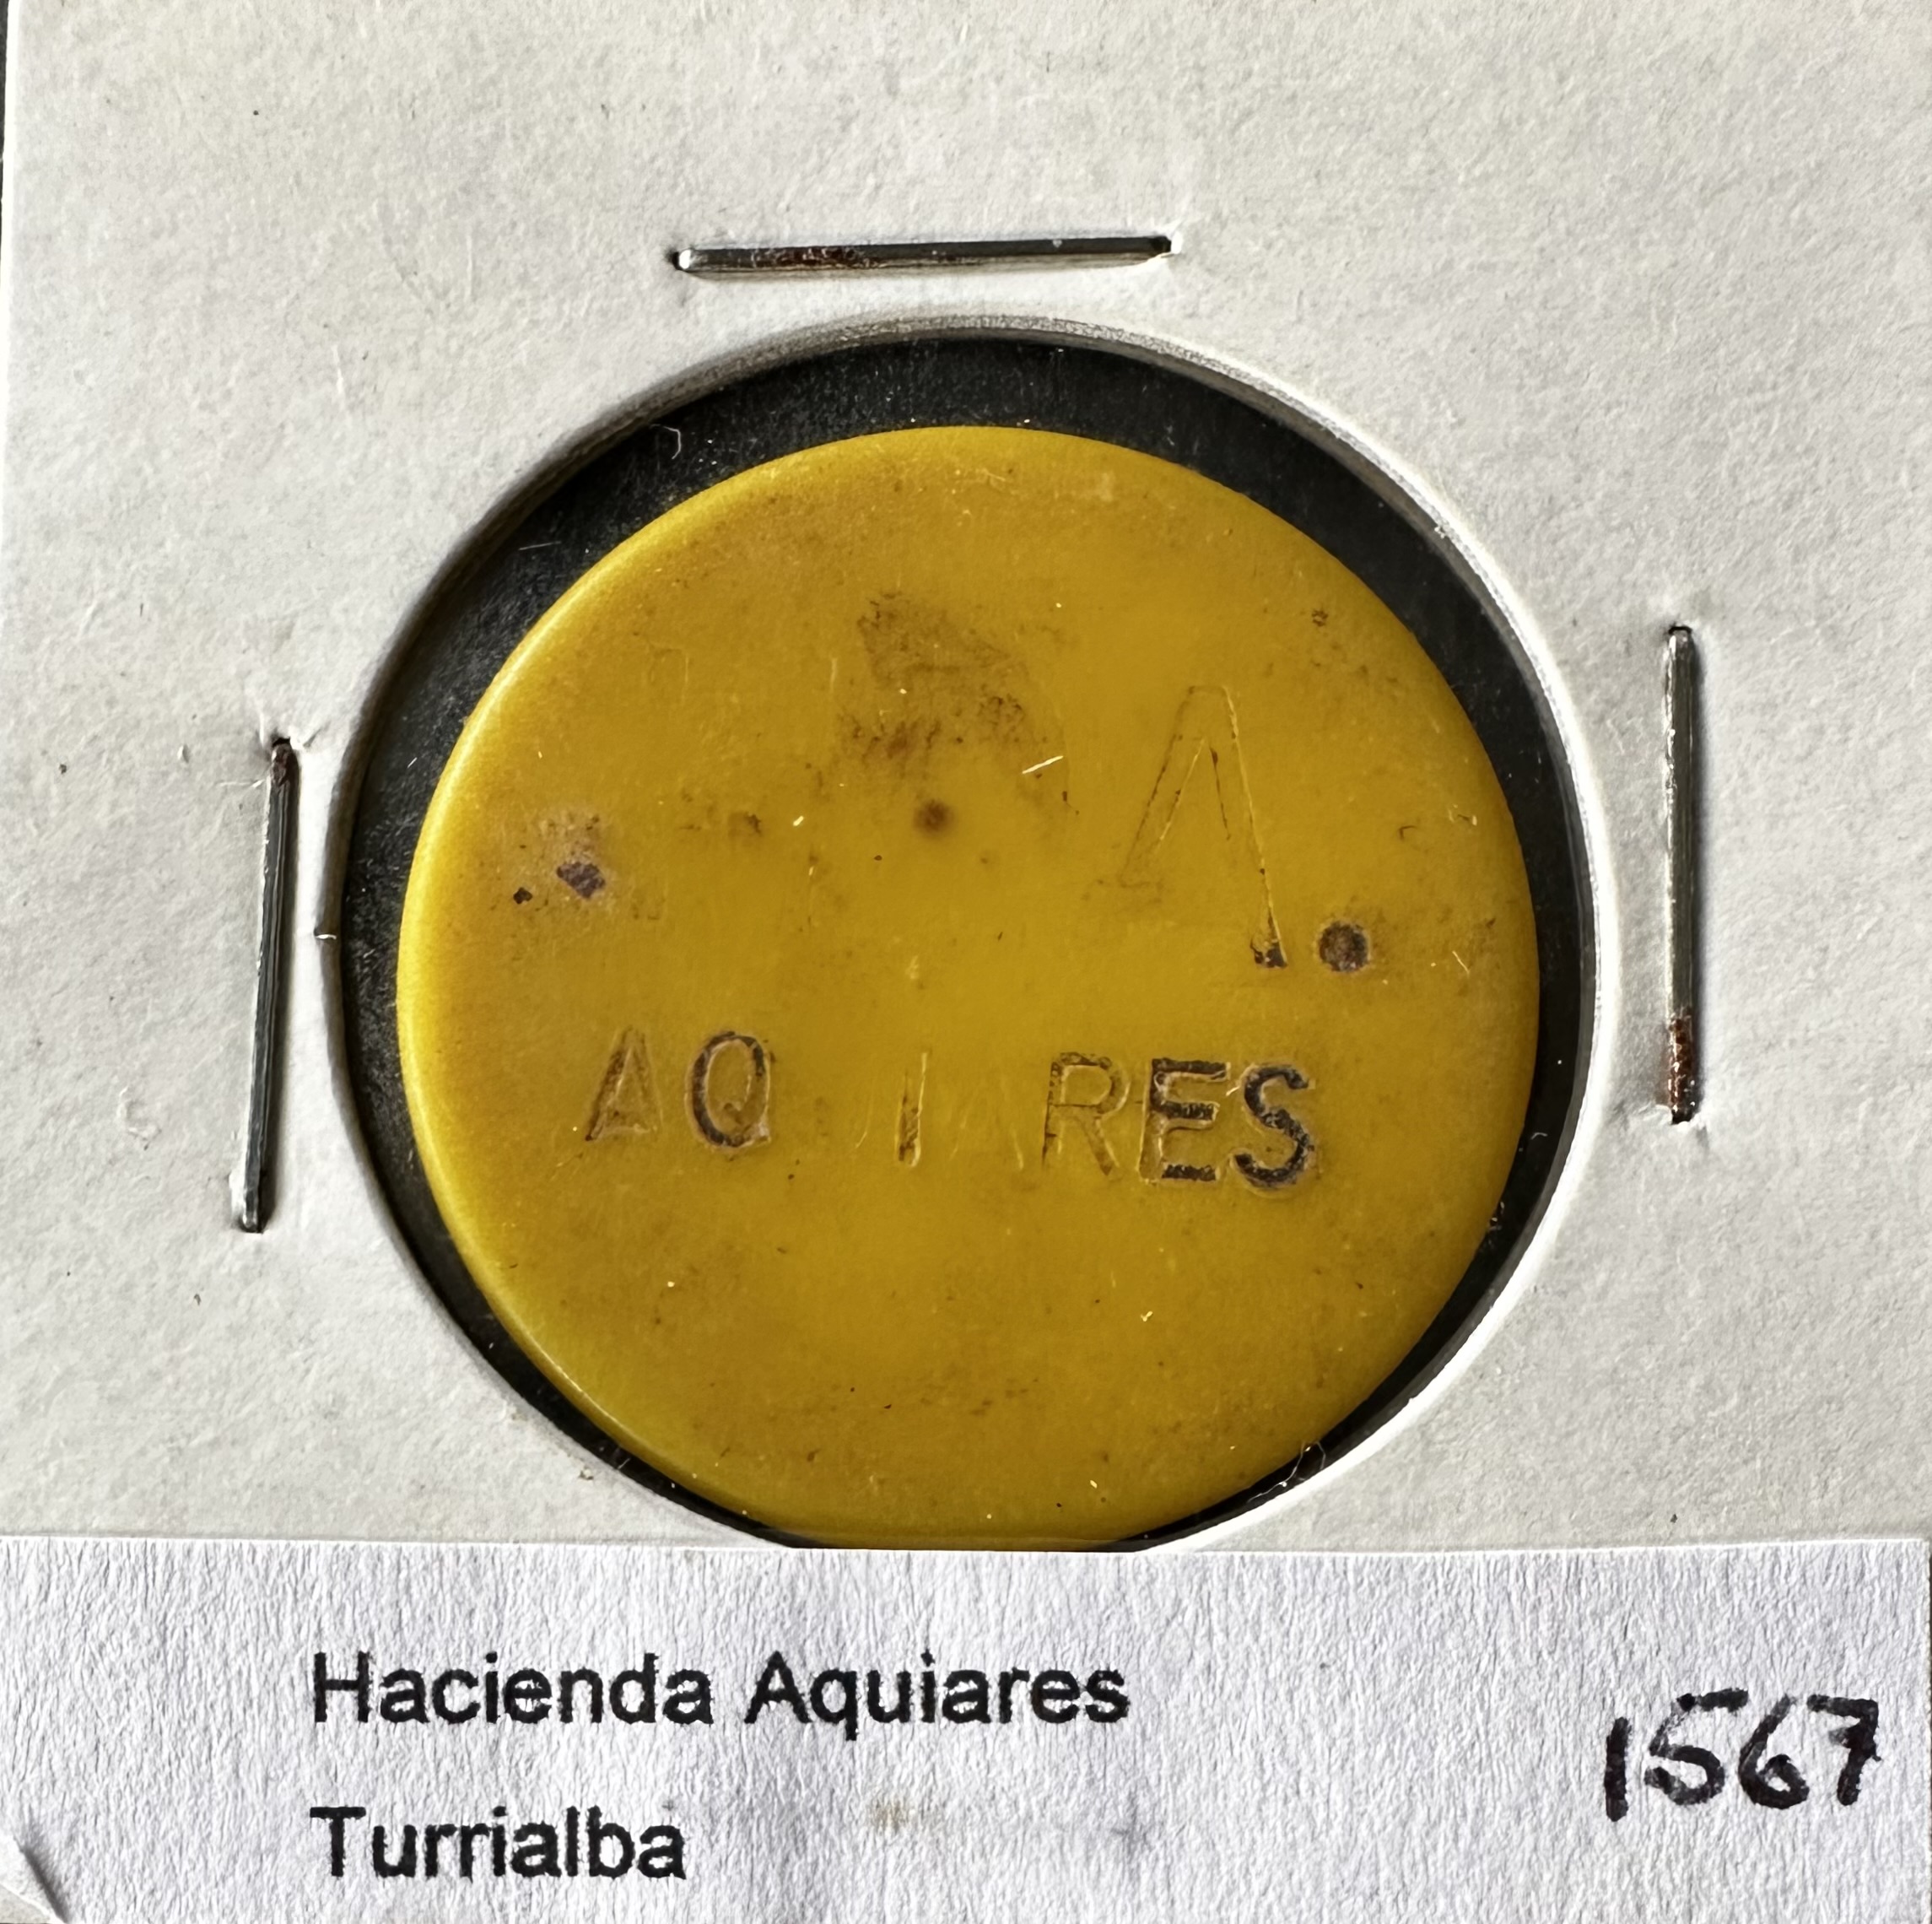 A.
AQUIARES
Hacienda Aquiares 1567
Turrialba